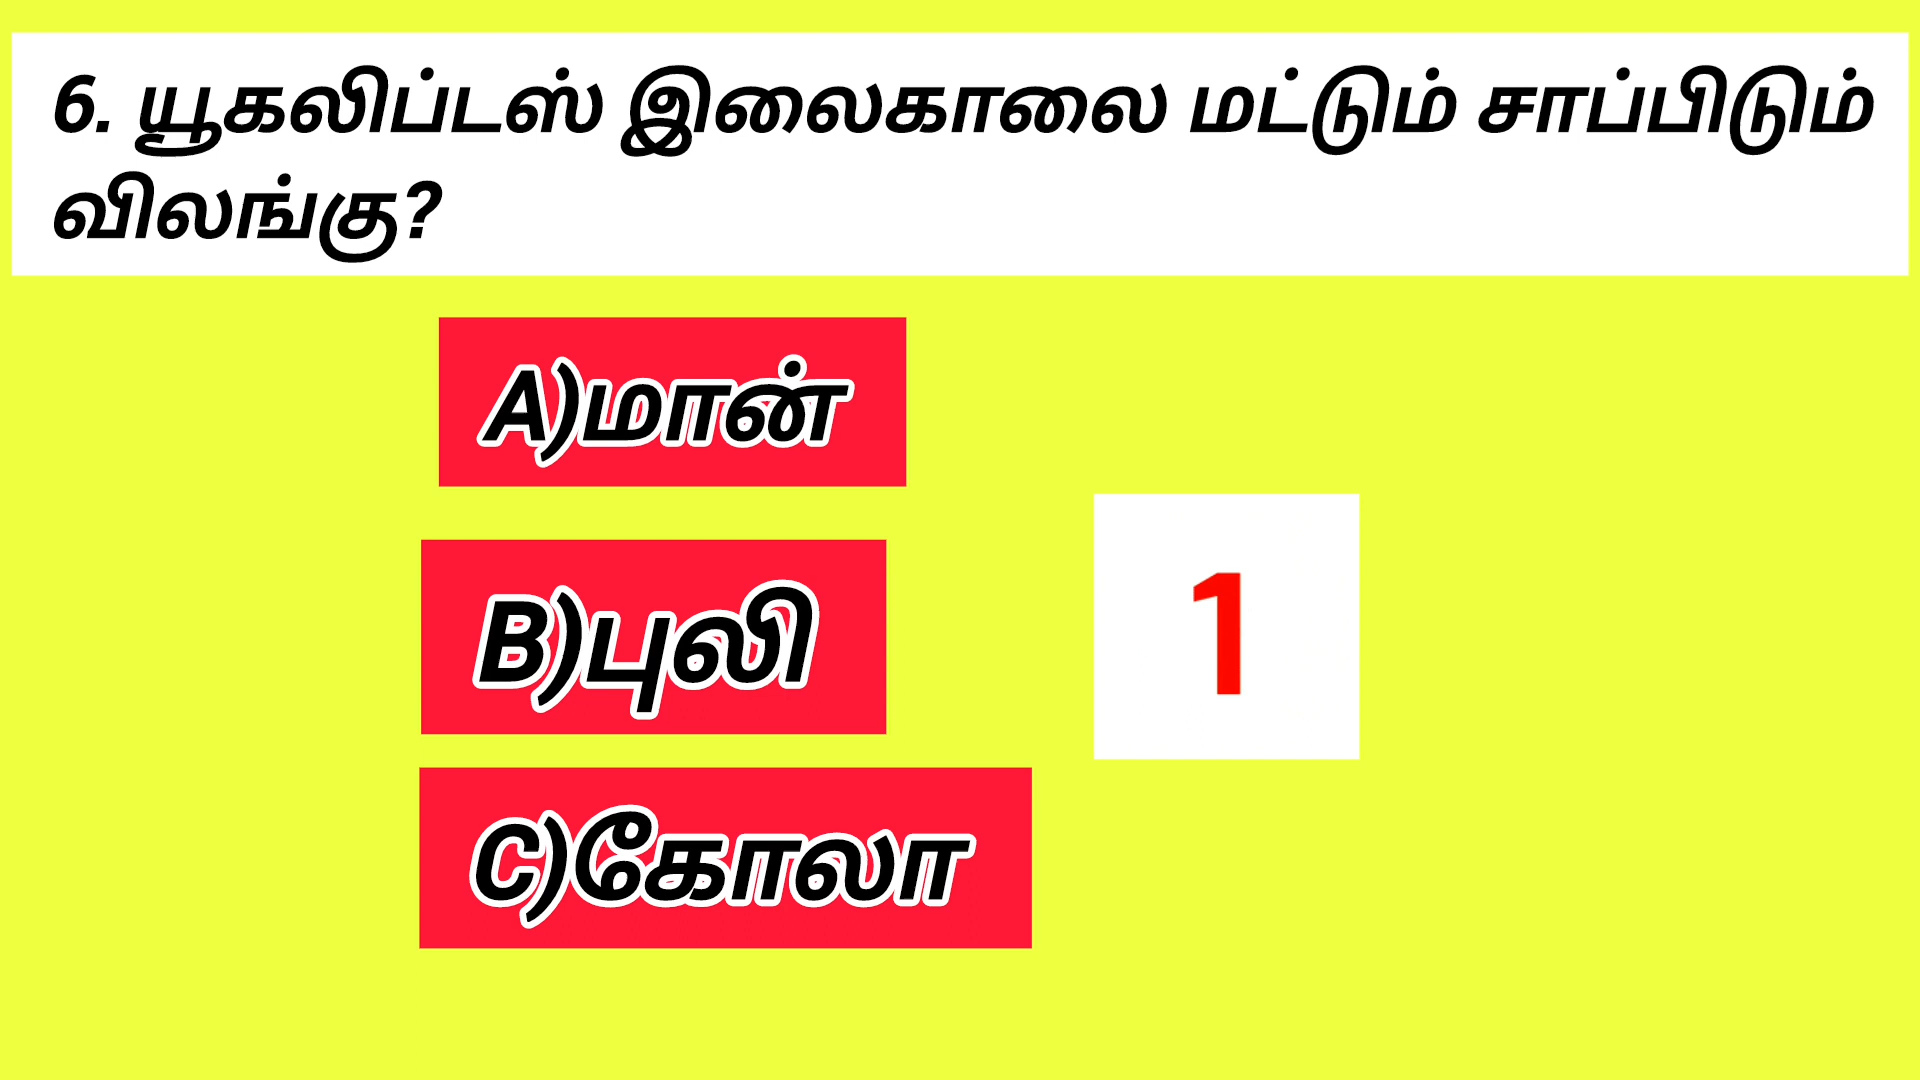 6. யூகலிப்டஸ் இலைகாலை மட்டும் சாப்பிடும்
விலங்கு?
A)மான்
B)புலி
1
C)கோலா